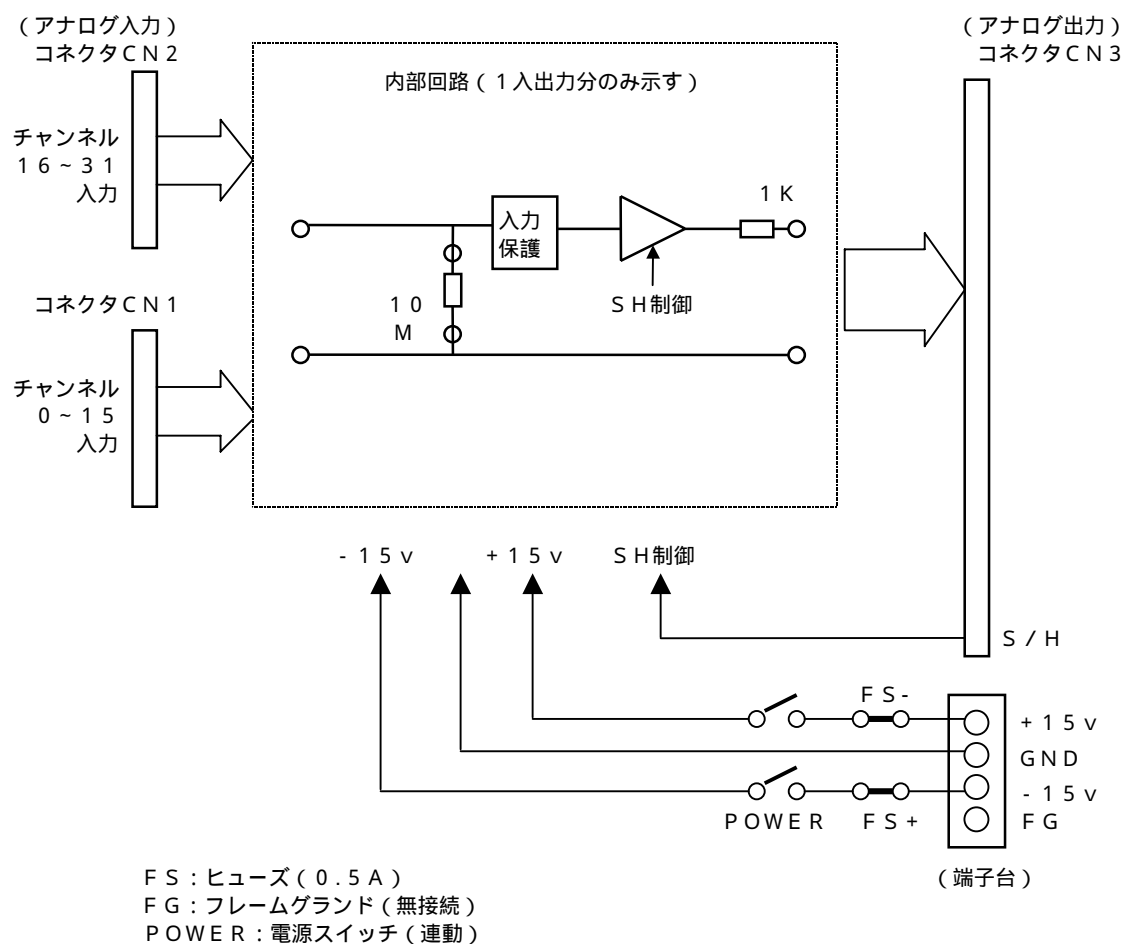 (アナログ入力)
コネクタCN2
(アナログ出力)
コネクタCN3
内部回路(1入出力分のみ示す)
チャンネル
16~31
入力
1K
入力
保護
SH制御
10
M
コネクタCN1
チャンネル
0~15
入力
-15v
+15v
SH制御
S/H
FS-
+15v
GND
-15v
POWER
FS+
FG
(端子台)
FS:ヒューズ(0.5A)
FG:フレームグランド(無接続)
POWER:電源スイッチ(連動)